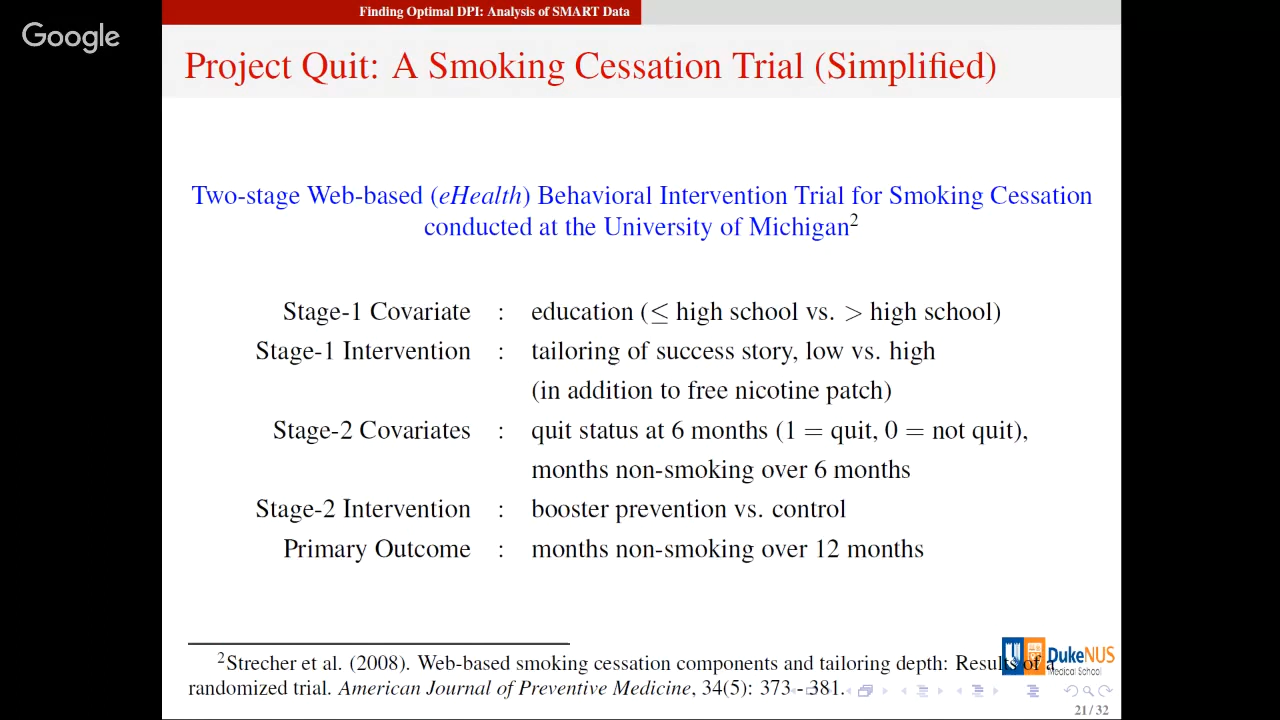 Finding Optimal DPI: Analysis of SMART Data
Google
Project Quit: A Smoking Cessation Trial (Simplified)
Two-stage Web-based (eHealth) Behavioral Intervention Trial for Smoking Cessation
conducted at the University of Michigan²
Stage-1 Covariate : education (≤ high school vs. > high school)
Stage-1 Intervention : tailoring of success story, low vs. high
(in addition to free nicotine patch)
Stage-2 Covariates : quit status at 6 months (1 = quit, 0 = not quit),
months non-smoking over 6 months
Stage-2 Intervention : booster prevention vs. control
Primary Outcome : months non-smoking over 12 months
²Strecher et al. (2008). Web-based smoking cessation components and tailoring depth: Results of a
randomized trial. American Journal of Preventive Medicine, 34(5): 373 - 381.
DukeNUS
Medical School
21 / 32